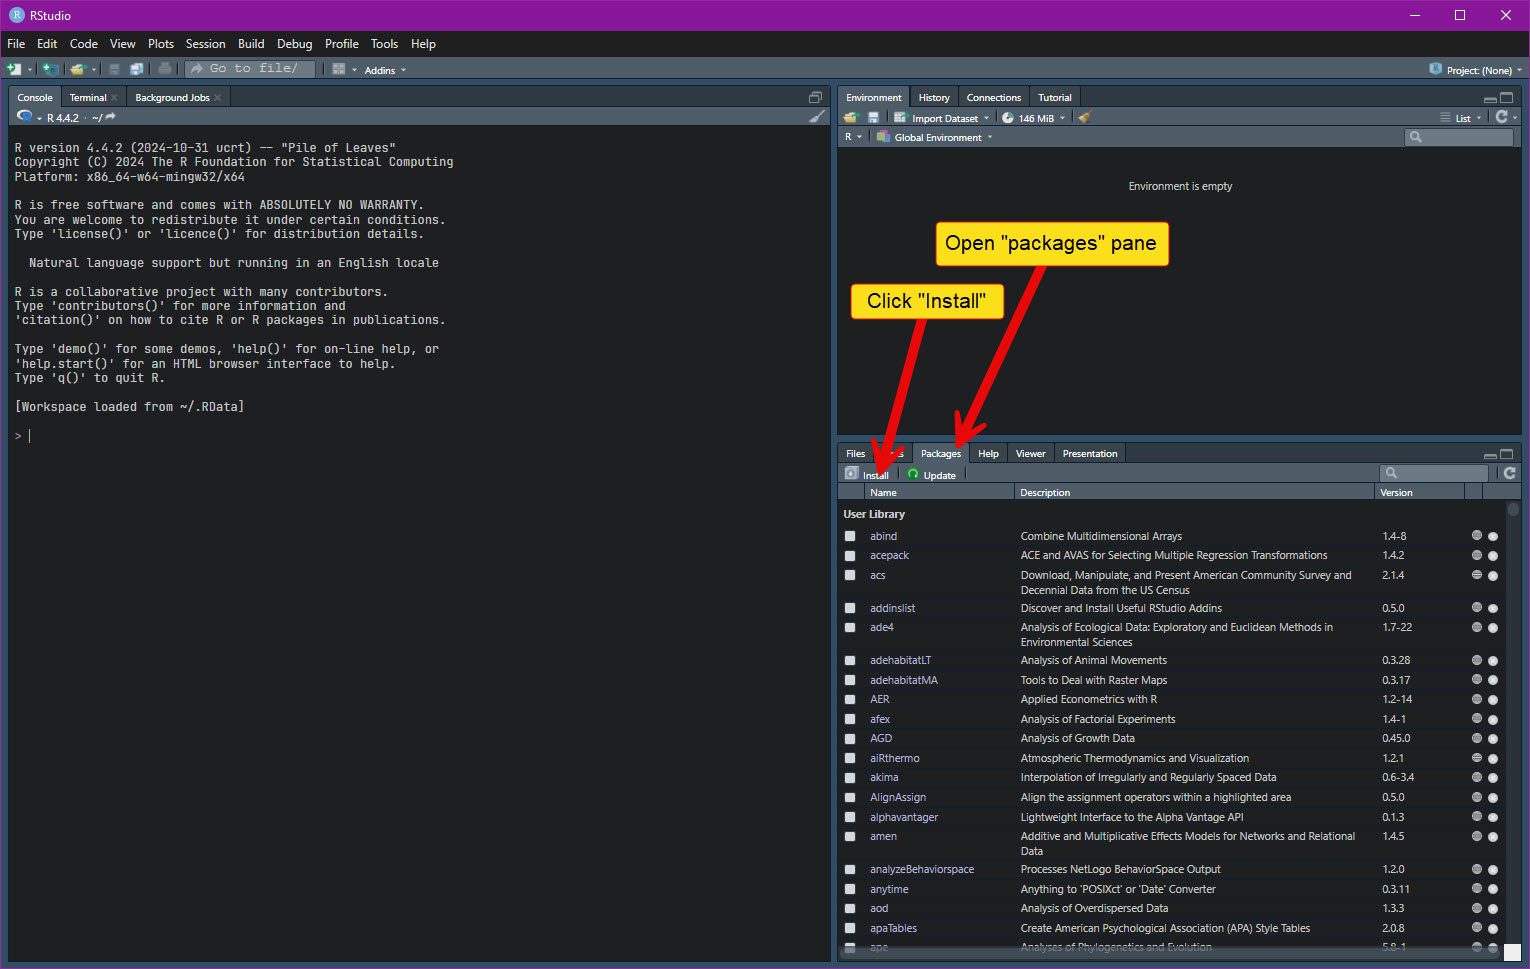 RStudio
File Edit Code View Plots Session Build Debug Profile Tools Help
Go to file/ Addins Project: (None)
Console Terminal Background Jobs
R 4.4.2 · ~/
R version 4.4.2 (2024-10-31 ucrt) -- "Pile of Leaves"
Copyright (C) 2024 The R Foundation for Statistical Computing
Platform: x86_64-w64-mingw32/x64
R is free software and comes with ABSOLUTELY NO WARRANTY.
You are welcome to redistribute it under certain conditions.
Type 'license()' or 'licence()' for distribution details.
Natural language support but running in an English locale
R is a collaborative project with many contributors.
Type 'contributors()' for more information and
'citation()' on how to cite R or R packages in publications.
Type 'demo()' for some demos, 'help()' for on-line help, or
'help.start()' for an HTML browser interface to help.
Type 'q()' to quit R.
[Workspace loaded from ~/.RData]
>
Environment History Connections Tutorial
Import Dataset 146 MiB List
R Global Environment
Environment is empty
Open "packages" pane
Click "Install"
Files Packages Help Viewer Presentation
Install Update
Name Description Version
User Library
abind Combine Multidimensional Arrays 1.4-8
acepack ACE and AVAS for Selecting Multiple Regression Transformations 1.4.2
acs Download, Manipulate, and Present American Community Survey and 2.1.4
Decennial Data from the US Census
addinslist Discover and Install Useful RStudio Addins 0.5.0
ade4 Analysis of Ecological Data: Exploratory and Euclidean Methods in 1.7-22
Environmental Sciences
adehabitatLT Analysis of Animal Movements 0.3.28
adehabitatMA Tools to Deal with Raster Maps 0.3.17
AER Applied Econometrics with R 1.2-14
afex Analysis of Factorial Experiments 1.4-1
AGD Analysis of Growth Data 0.45.0
aiRthermo Atmospheric Thermodynamics and Visualization 1.2.1
akima Interpolation of Irregularly and Regularly Spaced Data 0.6-3.4
AlignAssign Align the assignment operators within a highlighted area 0.5.0
alphavantager Lightweight Interface to the Alpha Vantage API 0.1.3
amen Additive and Multiplicative Effects Models for Networks and Relational 1.4.5
Data
analyzeBehaviorspace Processes NetLogo BehaviorSpace Output 1.2.0
anytime Anything to 'POSIXct' or 'Date' Converter 0.3.11
aod Analysis of Overdispersed Data 1.3.3
apaTables Create American Psychological Association (APA) Style Tables 2.0.8
ape Analyses of Phylogenetics and Evolution 5.8-1